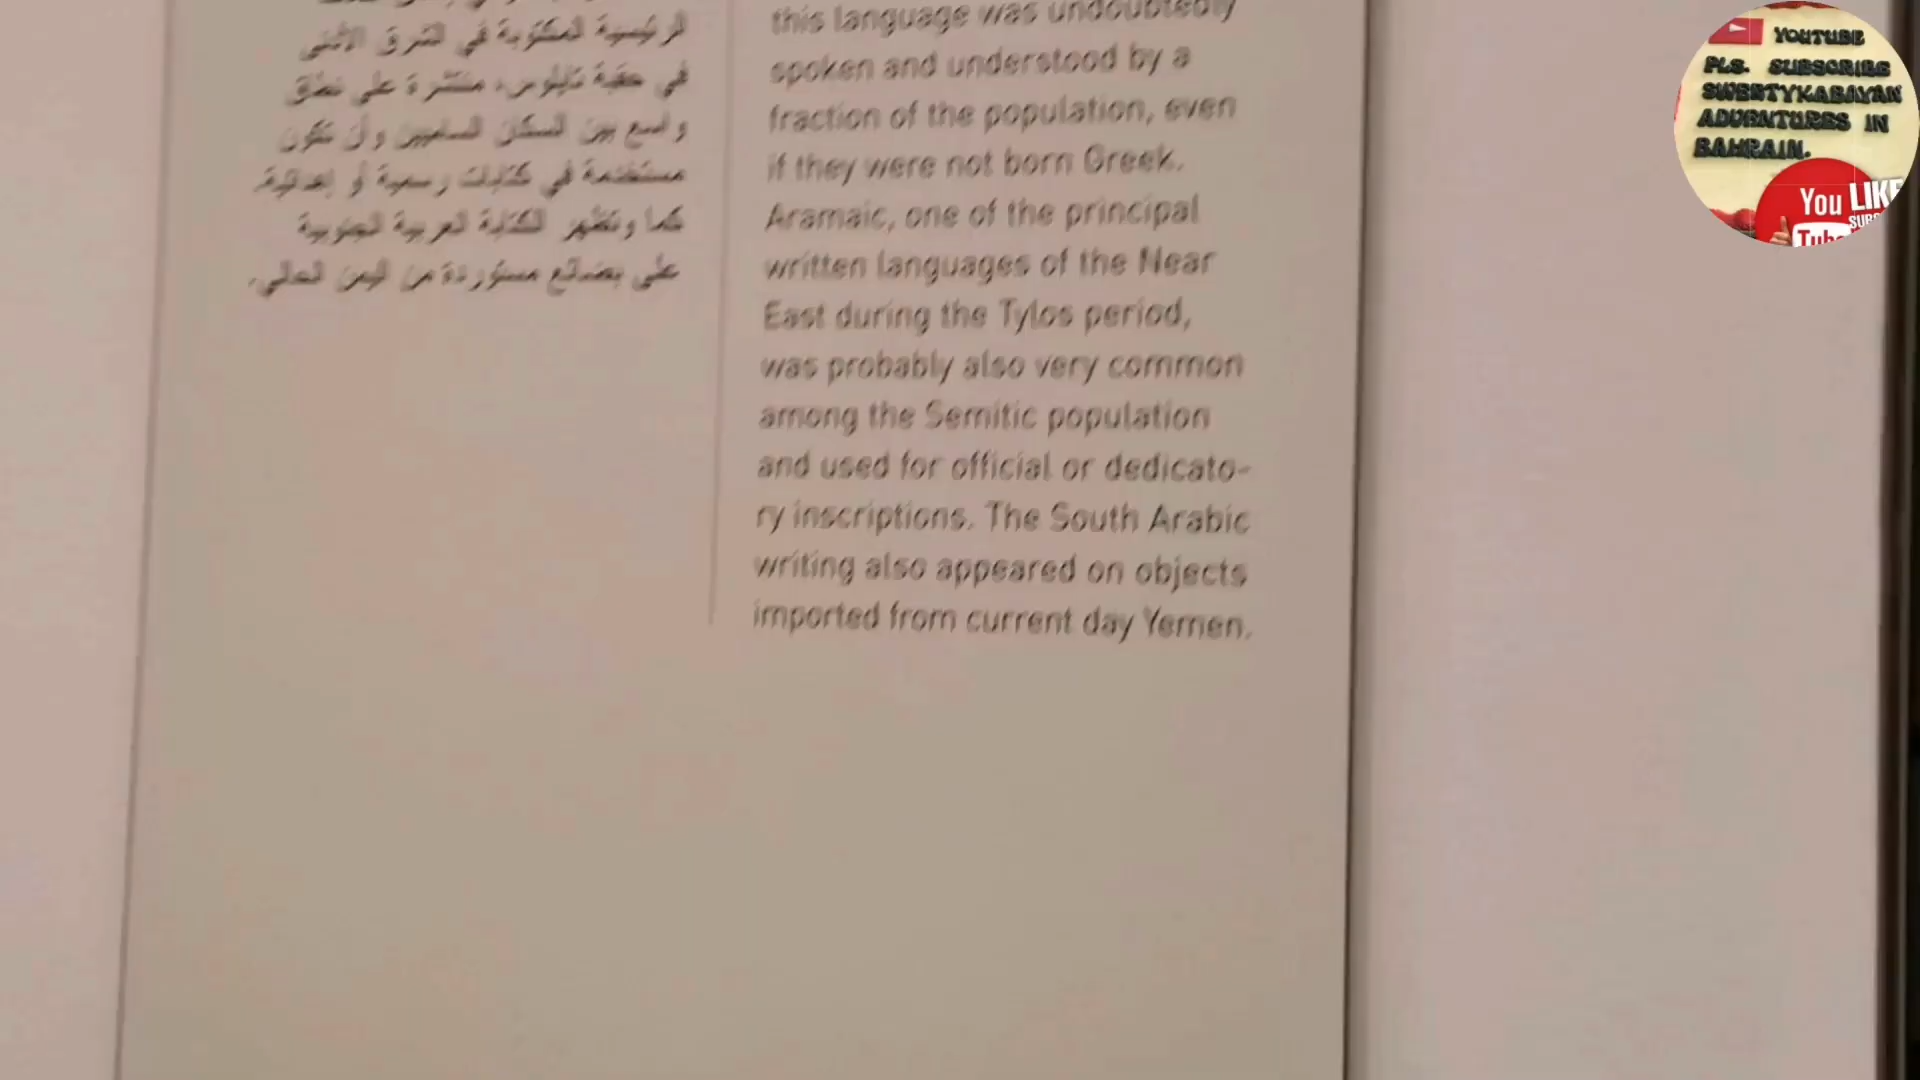 الرئيسية المكتوبة في الشرق الأدنى
في حقبة تايلوس، منتشرة على نطاق
واسع بين السكان الساميين وأن تكون
مستخدمة في كتابات رسمية أو إهدائية.
كما وتظهر الكتابة العربية الجنوبية
على بضائع مستوردة من اليمن الحالي.
this language was undoubtedly
spoken and understood by a
fraction of the population, even
if they were not born Greek.
Aramaic, one of the principal
written languages of the Near
East during the Tylos period,
was probably also very common
among the Semitic population
and used for official or dedicato-
ry inscriptions. The South Arabic
writing also appeared on objects
imported from current day Yemen.
YOUTUBE
PLS. SUBSCRIBE
SWEETYKABAYAN
ADVENTURES IN
BAHRAIN.
You LIKE
Tube